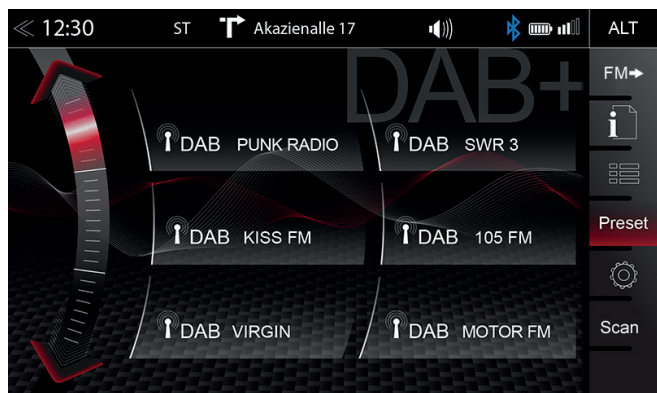 12:30 ST Akazienalle 17 ALT
DAB+
FM
i
DAB PUNK RADIO
DAB SWR 3
DAB KISS FM
DAB 105 FM
Preset
DAB VIRGIN
DAB MOTOR FM
Scan